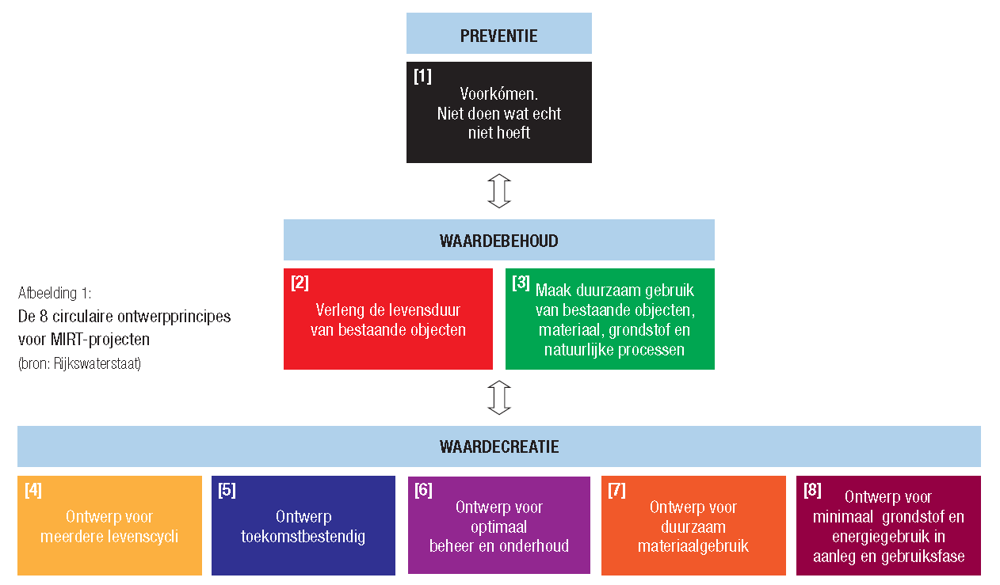 PREVENTIE
[1]
Voorkómen.
Niet doen wat echt
niet hoeft
WAARDEBEHOUD
[2]
Verleng de levensduur
van bestaande objecten
[3]
Maak duurzaam gebruik
van bestaande objecten,
materiaal, grondstof en
natuurlijke processen
Afbeelding 1:
De 8 circulaire ontwerpprincipes
voor MIRT-projecten
(bron: Rijkswaterstaat)
WAARDECREATIE
[4]
Ontwerp voor
meerdere levenscycli
[5]
Ontwerp
toekomstbestendig
[6]
Ontwerp voor
optimaal
beheer en onderhoud
[7]
Ontwerp voor
duurzaam
materiaalgebruik
[8]
Ontwerp voor
minimaal grondstof en
energiegebruik in
aanleg en gebruiksfase